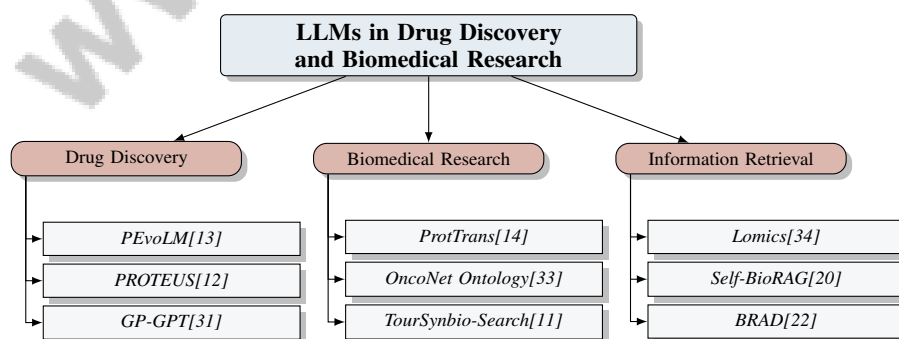 LLMs in Drug Discovery
and Biomedical Research
Drug Discovery
Biomedical Research
Information Retrieval
PEvoLM[13]
ProtTrans[14]
Lomics[34]
PROTEUS[12]
OncoNet Ontology[33]
Self-BioRAG[20]
GP-GPT[31]
TourSynbio-Search[11]
BRAD[22]